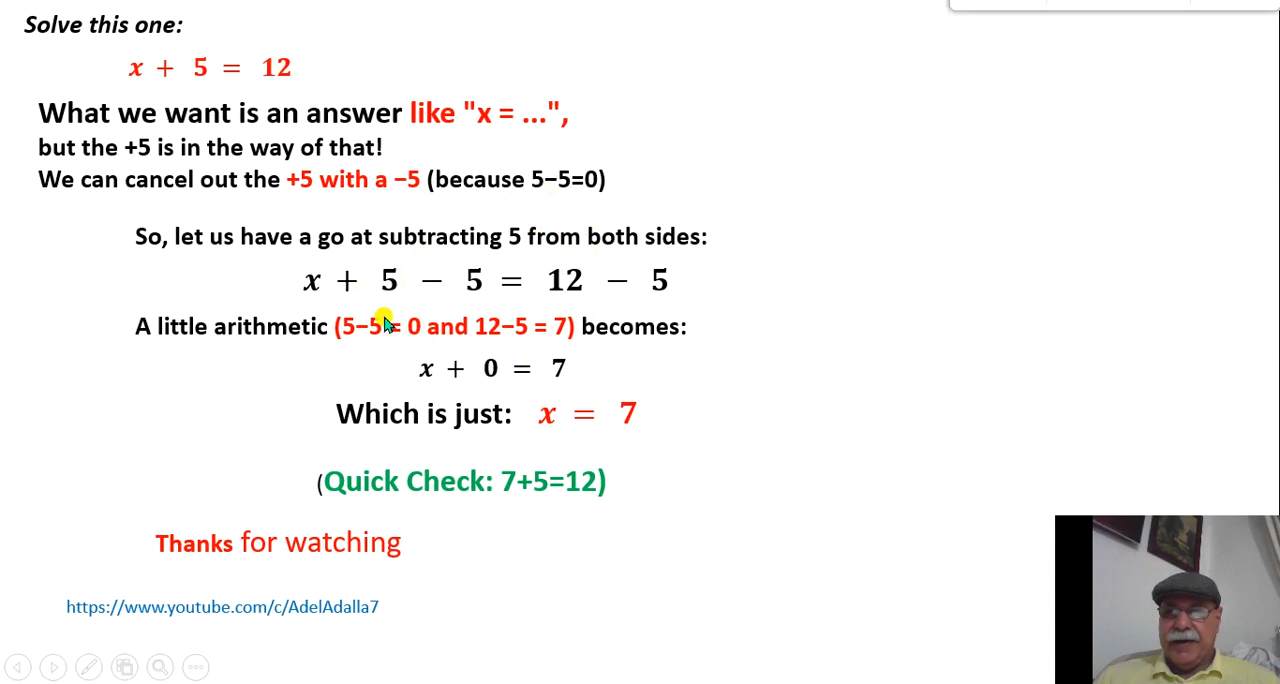 Solve this one:
x + 5 = 12
What we want is an answer like "x = ...",
but the +5 is in the way of that!
We can cancel out the +5 with a −5 (because 5−5=0)
So, let us have a go at subtracting 5 from both sides:
x + 5 − 5 = 12 − 5
A little arithmetic (5−5 = 0 and 12−5 = 7) becomes:
x + 0 = 7
Which is just: x = 7
(Quick Check: 7+5=12)
Thanks for watching
https://www.youtube.com/c/AdelAdalla7